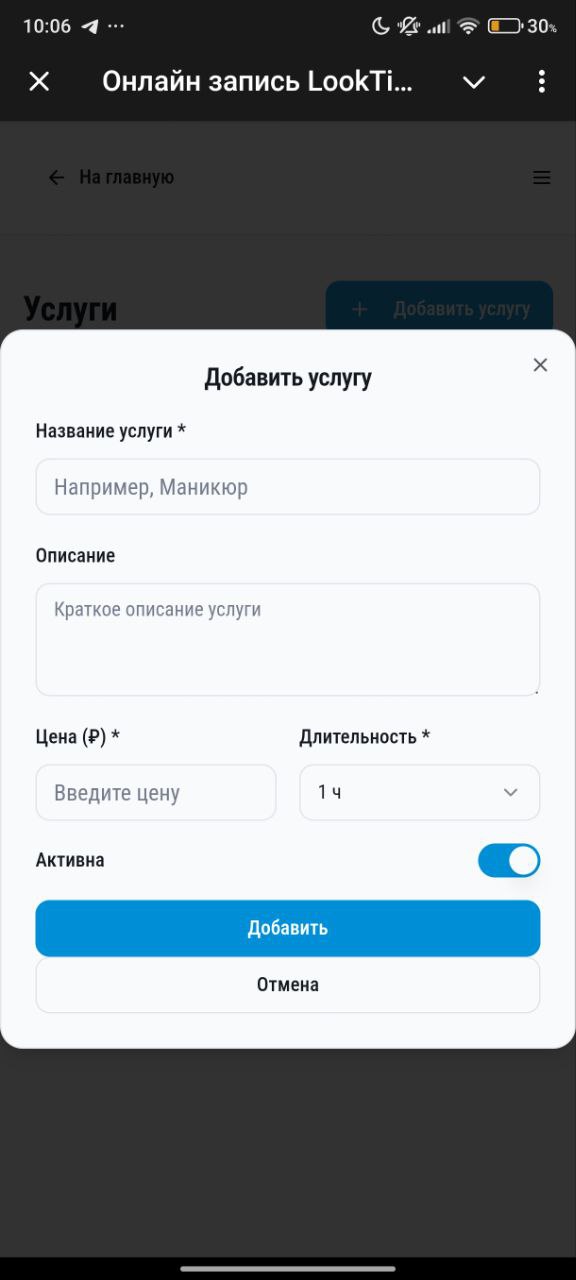 10:06 ... 30%
Онлайн запись LookTi...
← На главную
Услуги
+ Добавить услугу
Добавить услугу
Название услуги *
Например, Маникюр
Описание
Краткое описание услуги
Цена (₽) * Длительность *
Введите цену 1 ч
Активна
Добавить
Отмена